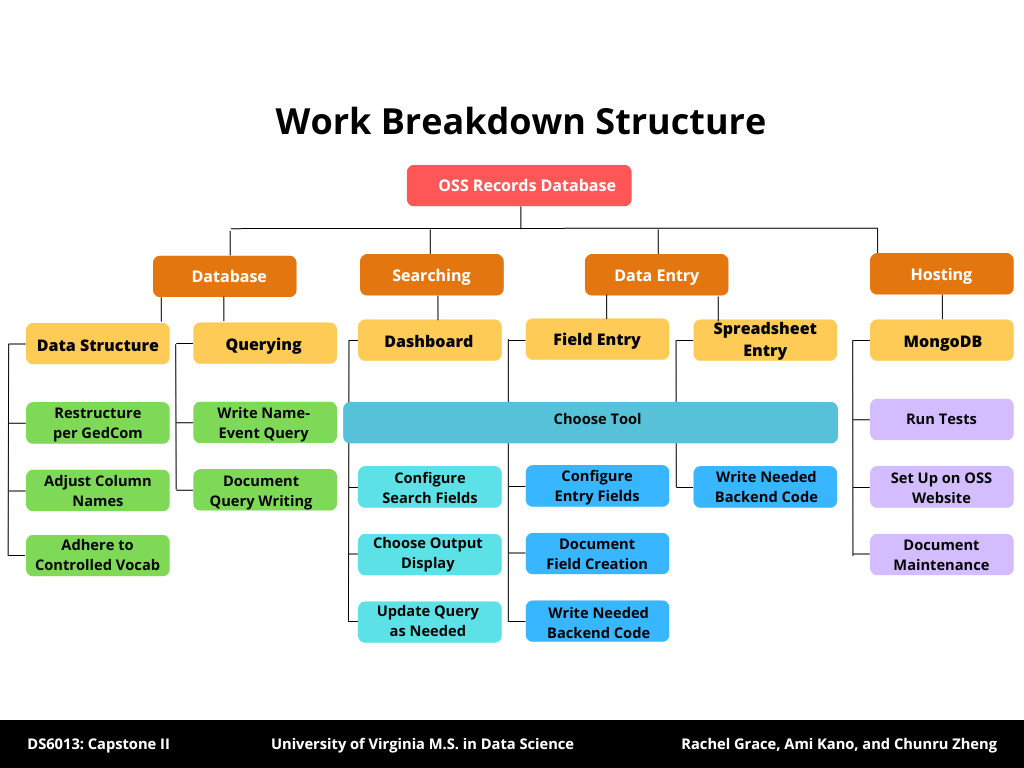 Work Breakdown Structure
OSS Records Database
Database
Searching
Data Entry
Hosting
Data Structure
Querying
Dashboard
Field Entry
Spreadsheet
Entry
MongoDB
Restructure
per GedCom
Write Name-
Event Query
Choose Tool
Run Tests
Adjust Column
Names
Document
Query Writing
Configure
Search Fields
Configure
Entry Fields
Write Needed
Backend Code
Set Up on OSS
Website
Adhere to
Controlled Vocab
Choose Output
Display
Document
Field Creation
Document
Maintenance
Update Query
as Needed
Write Needed
Backend Code
DS6013: Capstone II
University of Virginia M.S. in Data Science
Rachel Grace, Ami Kano, and Chunru Zheng